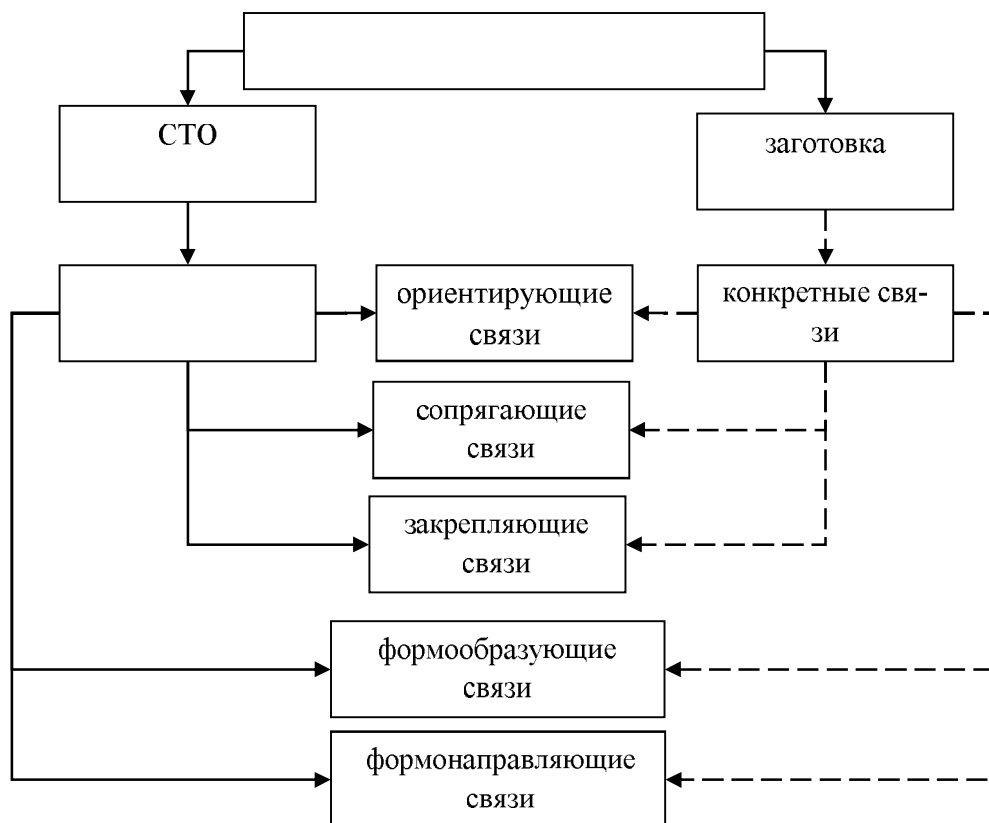 СТО
заготовка
ориентирующие
связи
конкретные свя-
зи
сопрягающие
связи
закрепляющие
связи
формообразующие
связи
формонаправляющие
связи